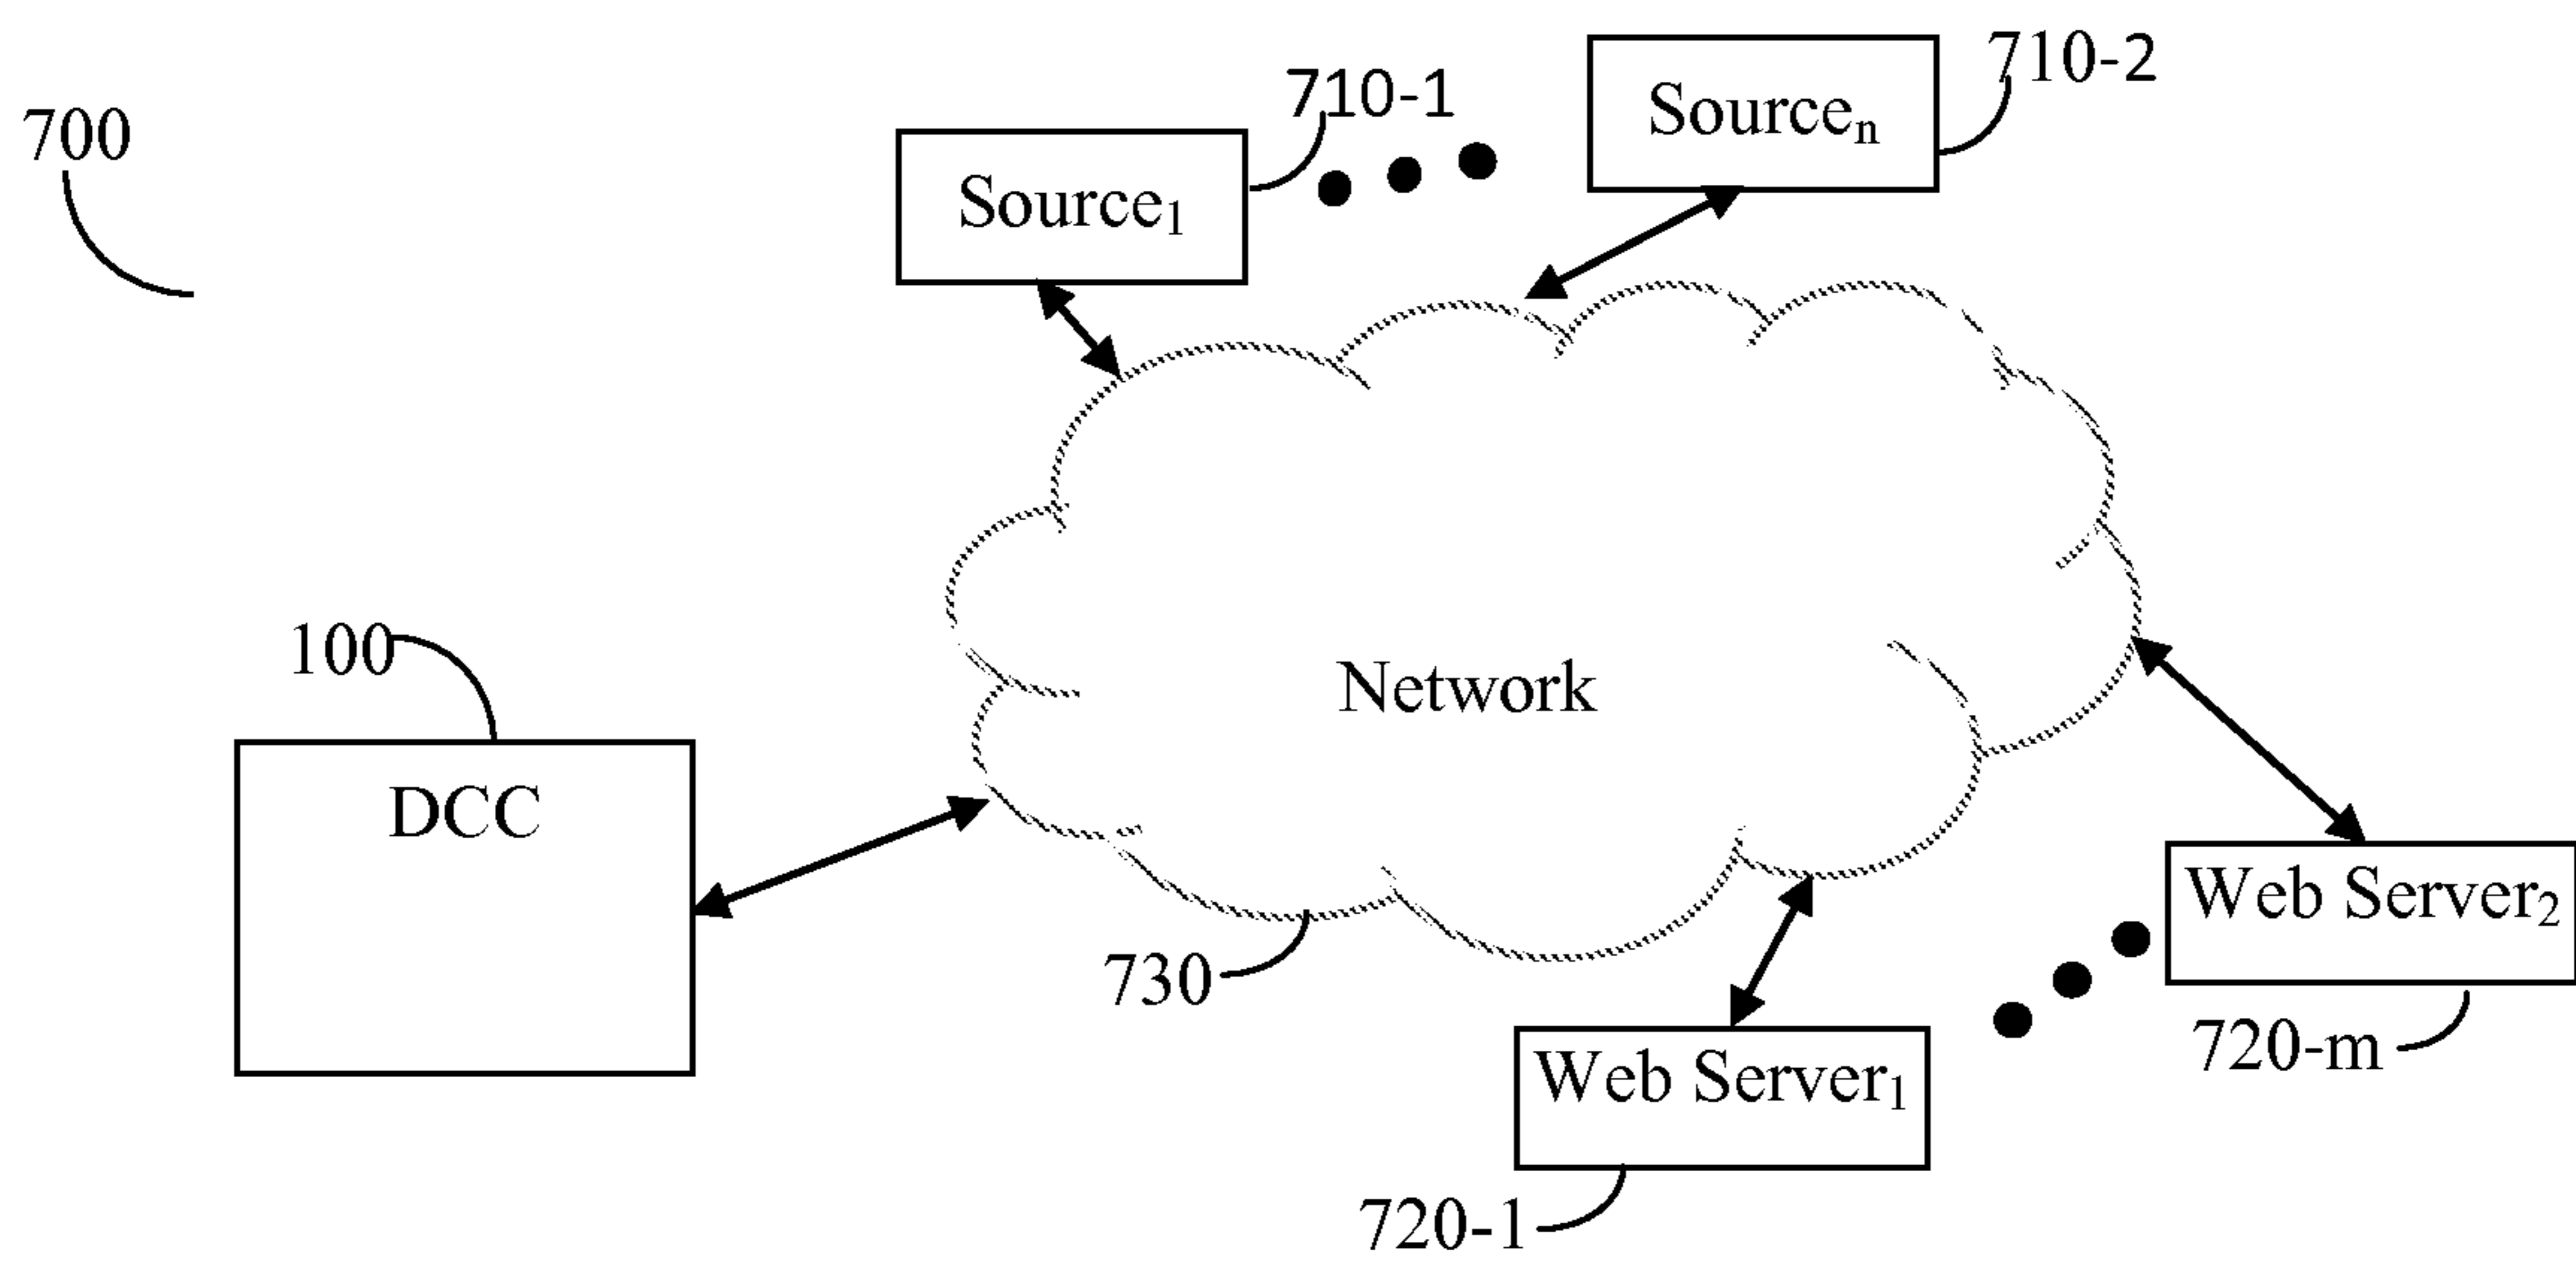 710-2
Sourceₙ
710-1
700
Source₁
100
Network
DCC
Web Server₂
730
720-m
Web Server₁
720-1